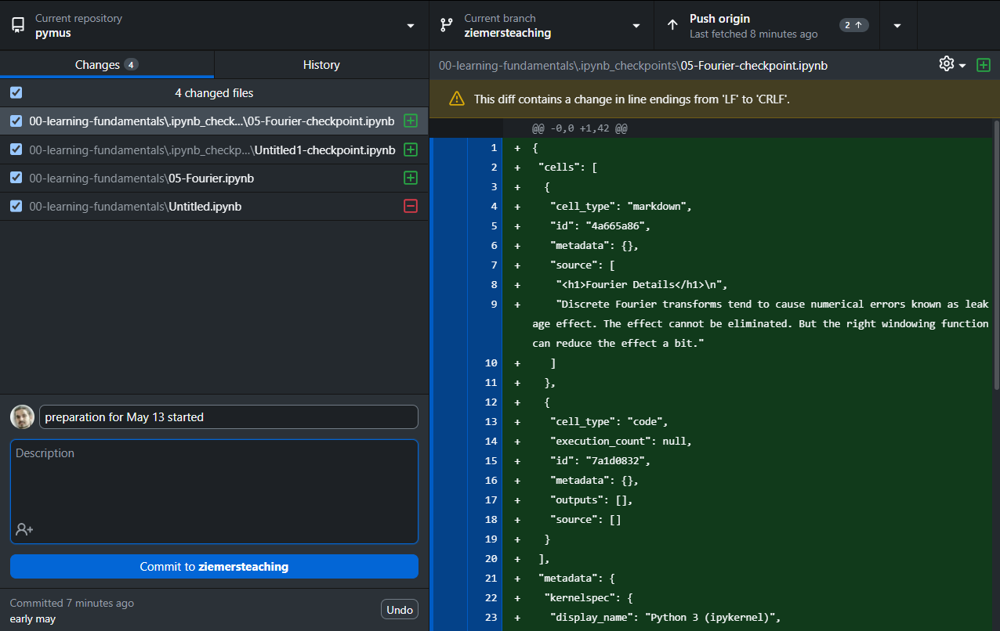 Current repository
pymus
Current branch
ziemersteaching
Push origin
Last fetched 8 minutes ago
2
Changes 4
History
4 changed files
00-learning-fundamentals\.ipynb_check...\05-Fourier-checkpoint.ipynb
00-learning-fundamentals\.ipynb_checkp...\Untitled1-checkpoint.ipynb
00-learning-fundamentals\05-Fourier.ipynb
00-learning-fundamentals\Untitled.ipynb
preparation for May 13 started
Description
Commit to ziemersteaching
Committed 7 minutes ago
early may
Undo
00-learning-fundamentals\.ipynb_checkpoints\05-Fourier-checkpoint.ipynb
This diff contains a change in line endings from 'LF' to 'CRLF'.
@@ -0,0 +1,42 @@
1 + {
2 + "cells": [
3 + {
4 + "cell_type": "markdown",
5 + "id": "4a665a86",
6 + "metadata": {},
7 + "source": [
8 + "<h1>Fourier Details</h1>\n",
9 + "Discrete Fourier transforms tend to cause numerical errors known as leak
age effect. The effect cannot be eliminated. But the right windowing function
can reduce the effect a bit."
10 + ]
11 + },
12 + {
13 + "cell_type": "code",
14 + "execution_count": null,
15 + "id": "7a1d0832",
16 + "metadata": {},
17 + "outputs": [],
18 + "source": []
19 + }
20 + ],
21 + "metadata": {
22 + "kernelspec": {
23 + "display_name": "Python 3 (ipykernel)",